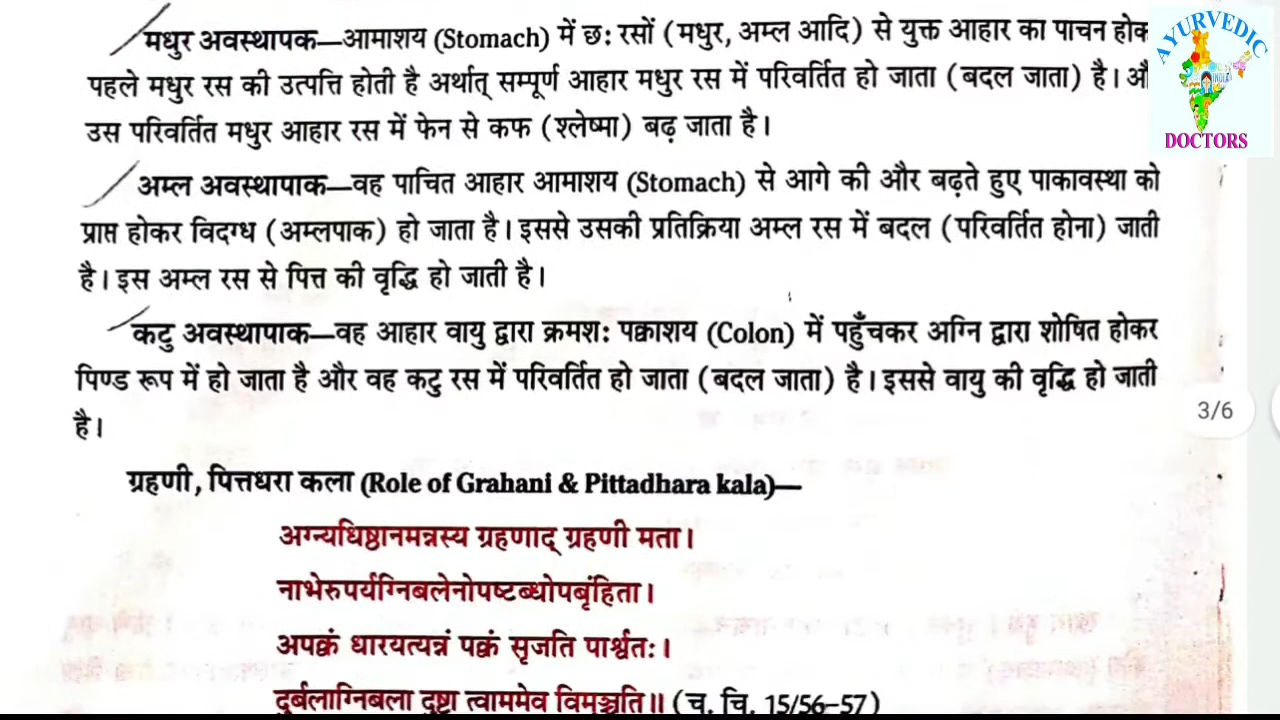 मधुर अवस्थापक—आमाशय (Stomach) में छः रसों (मधुर, अम्ल आदि) से युक्त आहार का पाचन होक
पहले मधुर रस की उत्पत्ति होती है अर्थात् सम्पूर्ण आहार मधुर रस में परिवर्तित हो जाता (बदल जाता) है। औ
उस परिवर्तित मधुर आहार रस में फेन से कफ (श्लेष्मा) बढ़ जाता है।
अम्ल अवस्थापाक—वह पाचित आहार आमाशय (Stomach) से आगे की और बढ़ते हुए पाकावस्था को
प्राप्त होकर विदग्ध (अम्लपाक) हो जाता है। इससे उसकी प्रतिक्रिया अम्ल रस में बदल (परिवर्तित होना) जाती
है। इस अम्ल रस से पित्त की वृद्धि हो जाती है।
कटु अवस्थापाक—वह आहार वायु द्वारा क्रमशः पक्वाशय (Colon) में पहुँचकर अग्नि द्वारा शोषित होकर
पिण्ड रूप में हो जाता है और वह कटु रस में परिवर्तित हो जाता (बदल जाता) है। इससे वायु की वृद्धि हो जाती
है।
ग्रहणी, पित्तधरा कला (Role of Grahani & Pittadhara kala)—
अग्न्यधिष्ठानमन्नस्य ग्रहणाद् ग्रहणी मता।
नाभेरुपर्यग्निबलेनोपष्टब्धोपबृंहिता।
अपक्वं धारयत्यन्नं पक्वं सृजति पार्श्वतः।
दुर्बलाग्निबला दुष्टा त्वाममेव विमुञ्चति॥ (च. चि. 15/56-57)
AYURVEDIC
INDIA
DOCTORS
3/6